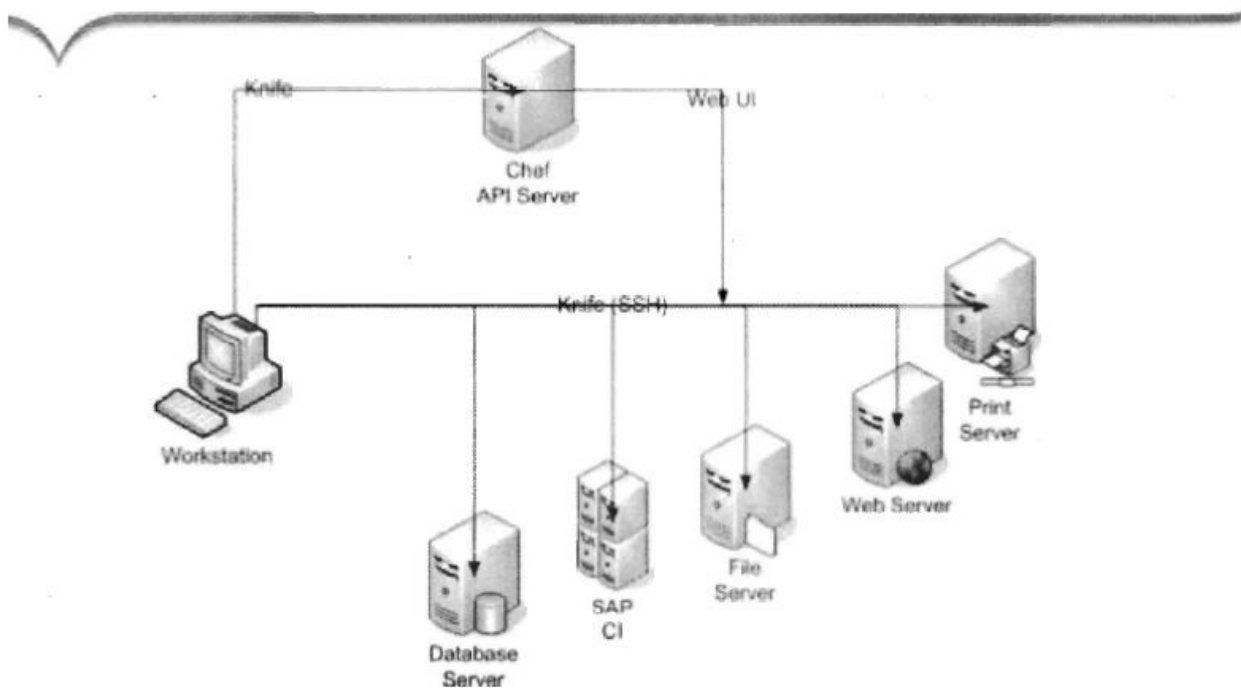 Knife
Web UI
Chef
API Server
Knife (SSH)
Print
Server
Workstation
Web Server
File
Server
SAP
CI
Database
Server